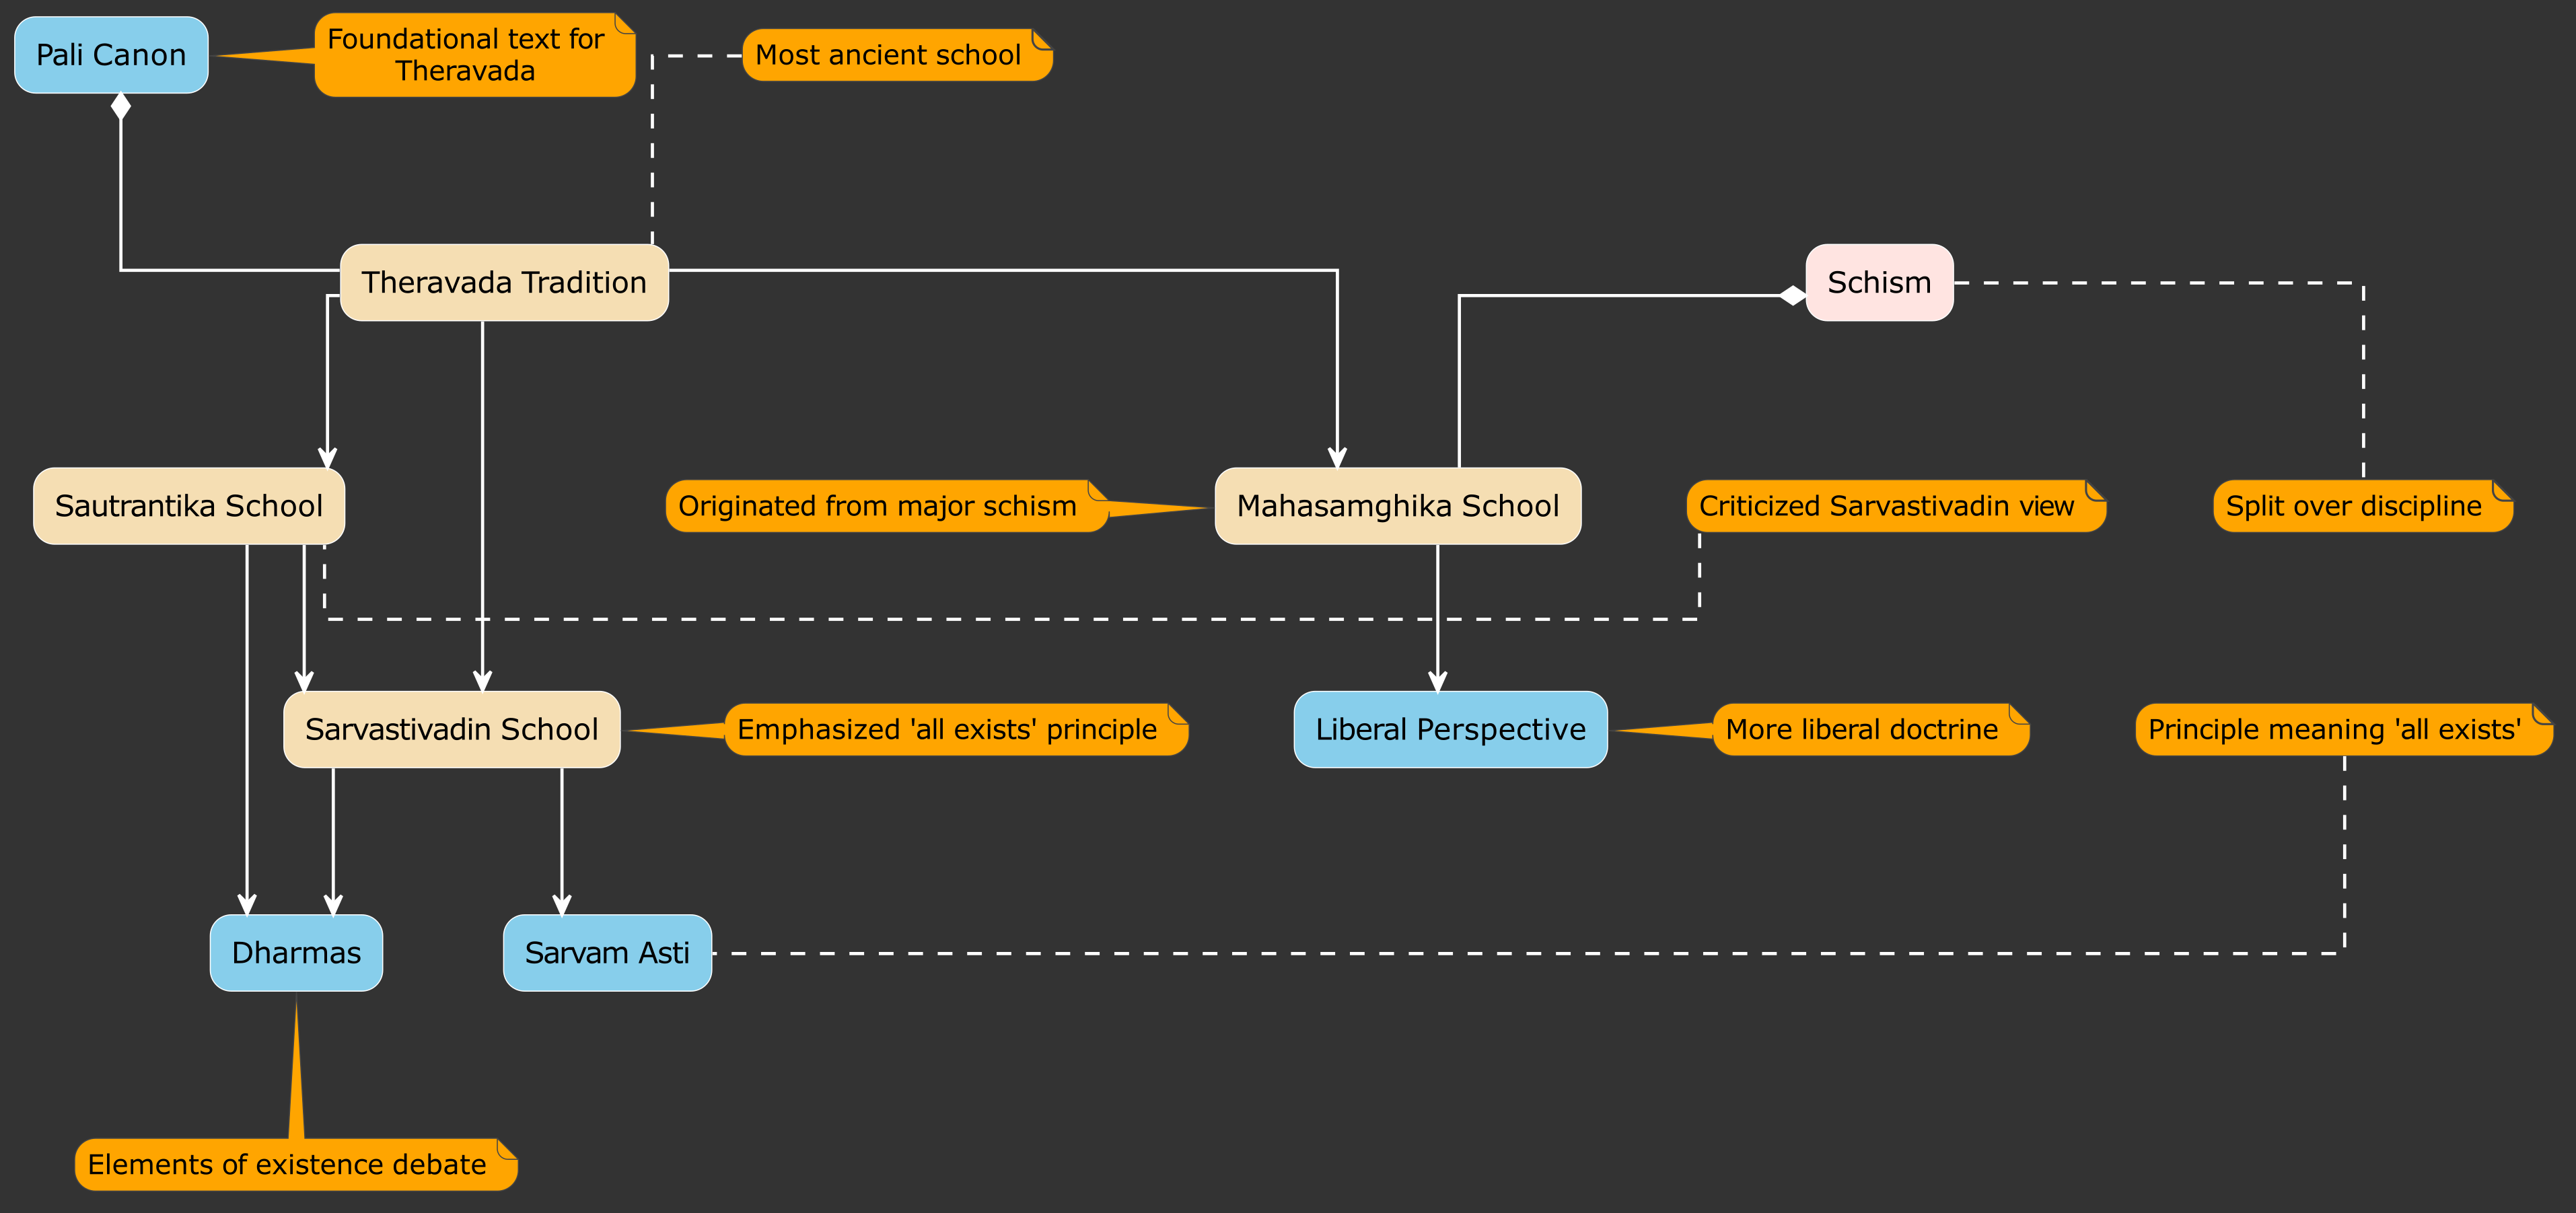 Pali Canon
Foundational text for
Theravada
Most ancient school
Theravada Tradition
Schism
Sautrantika School
Originated from major schism
Mahasamghika School
Criticized Sarvastivadin view
Split over discipline
Sarvastivadin School
Emphasized 'all exists' principle
Liberal Perspective
More liberal doctrine
Principle meaning 'all exists'
Dharmas
Sarvam Asti
Elements of existence debate